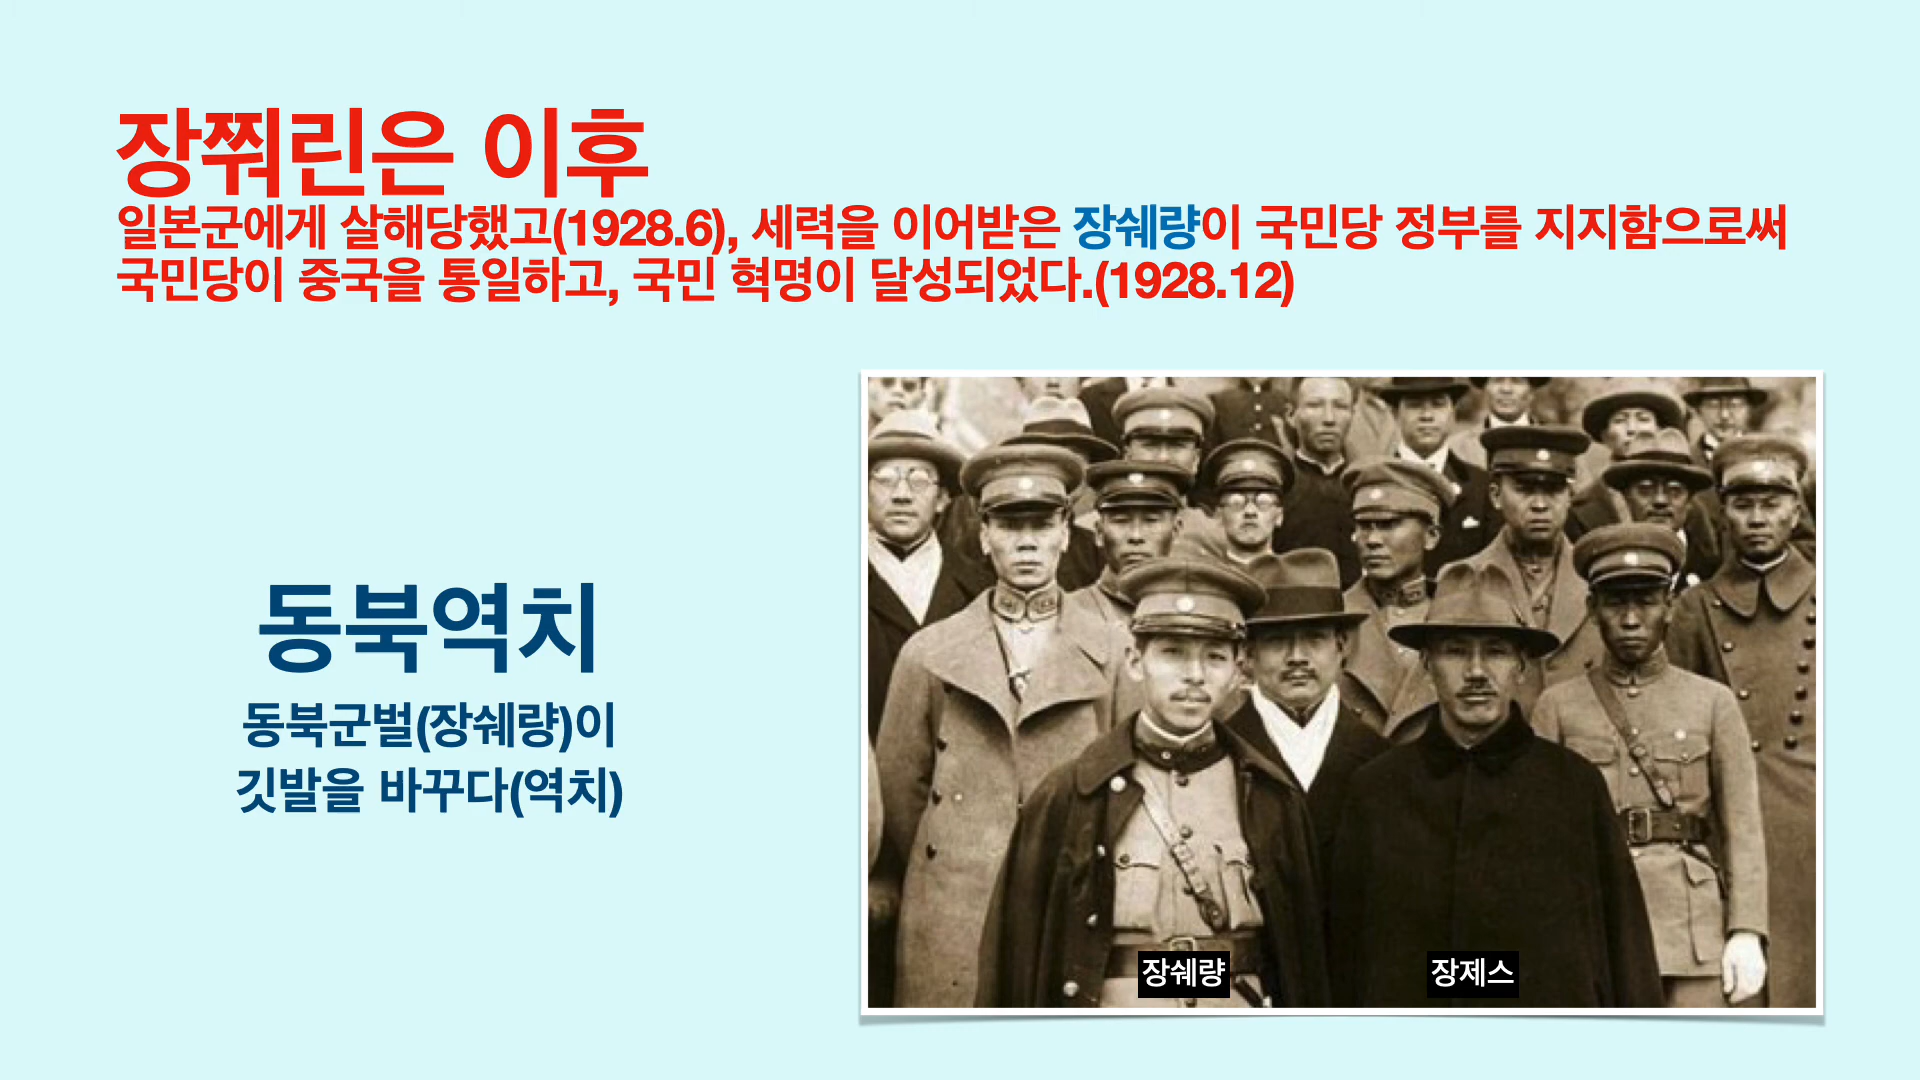 장쭤린은 이후
일본군에게 살해당했고(1928.6), 세력을 이어받은 장쉐량이 국민당 정부를 지지함으로써
국민당이 중국을 통일하고, 국민 혁명이 달성되었다.(1928.12)
동북역치
동북군벌(장쉐량)이
깃발을 바꾸다(역치)
장쉐량
장제스